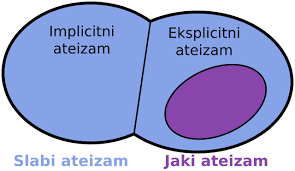 Implicitni
ateizam
Eksplicitni
ateizam
Slabi ateizam
Jaki ateizam